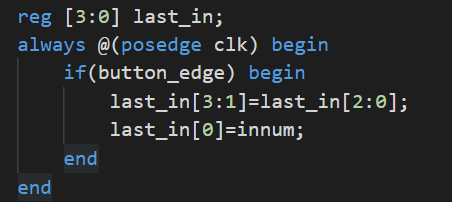 reg [3:0] last_in;
always @(posedge clk) begin
    if(button_edge) begin
        last_in[3:1]=last_in[2:0];
        last_in[0]=innum;
    end
end